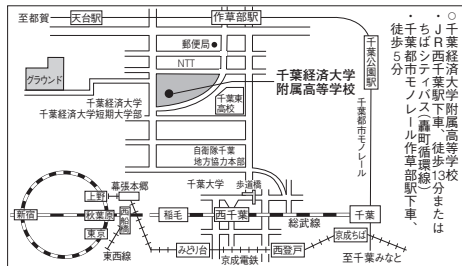 ○千葉経済大学附属高等学校
・JR西千葉駅下車、徒歩13分または
ちばシティバス(轟町循環線)
・千葉都市モノレール作草部駅下車、
徒歩5分
至都賀
天台駅
作草部駅
郵便局
NTT
グラウンド
千葉経済大学
附属高等学校
千葉公園駅
千葉経済大学
千葉経済大学短期大学部
千葉東
高校
千葉都市モノレール
自衛隊千葉
地方協力本部
千葉大学
歩道橋
幕張本郷
上野
新宿
秋葉原
西船橋
稲毛
西千葉
総武線
千葉
東京
東西線
みどり台
京成電鉄
西登戸
京成ちば
至千葉みなと